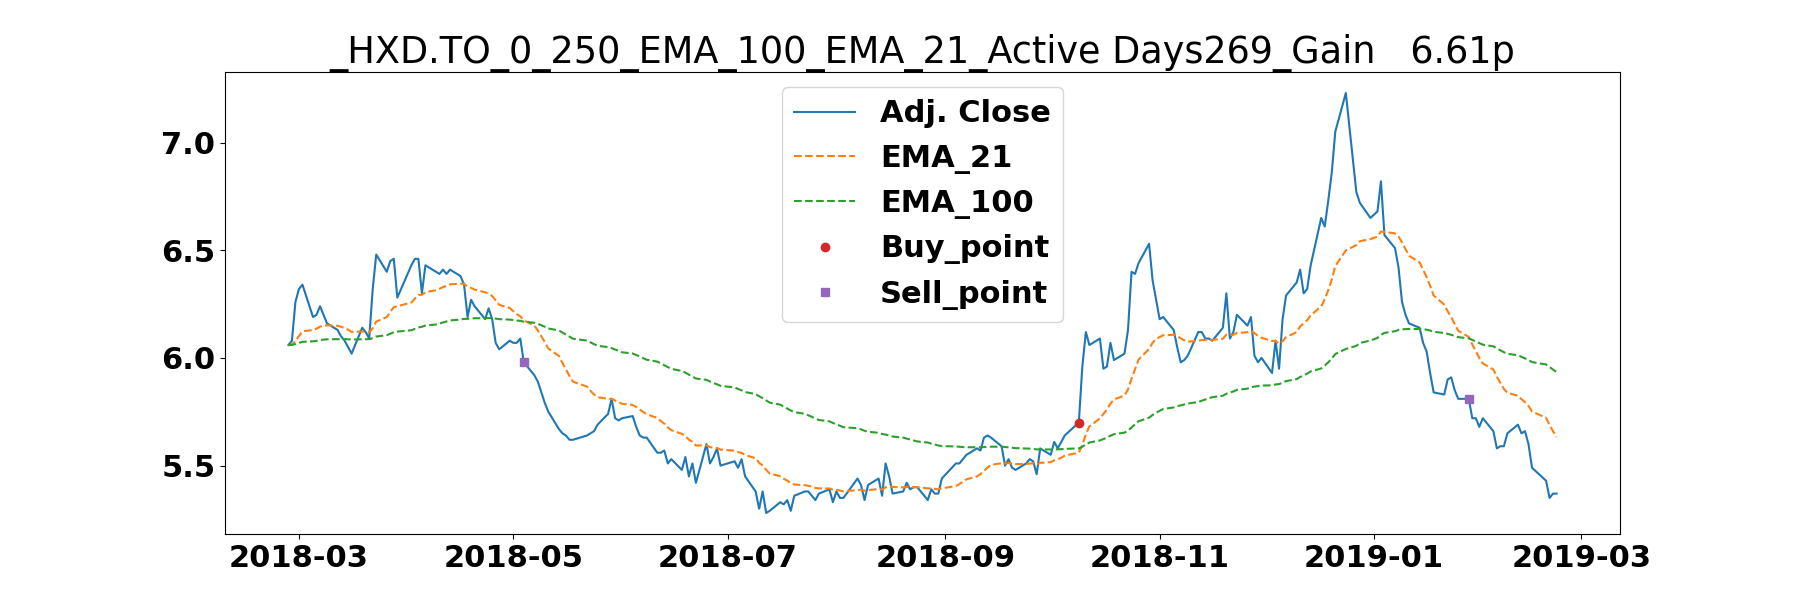 _HXD.TO_0_250_EMA_100_EMA_21_Active Days269_Gain   6.61p
Adj. Close
EMA_21
EMA_100
Buy_point
Sell_point
7.0
6.5
6.0
5.5
2018-03 2018-05 2018-07 2018-09 2018-11 2019-01 2019-03